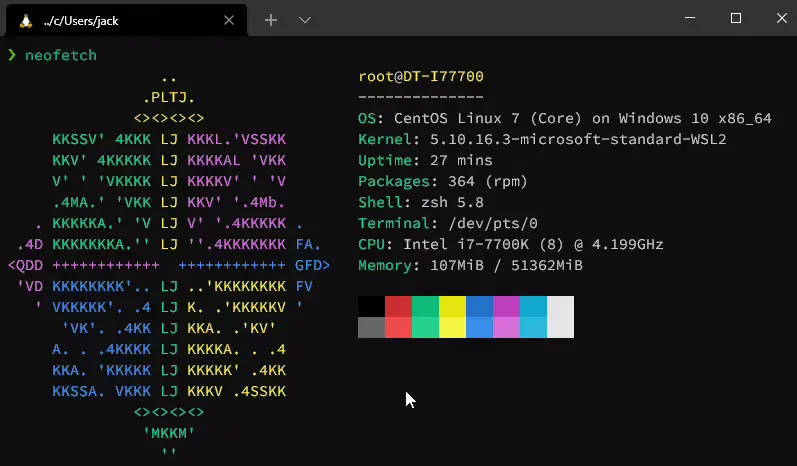 ../c/Users/jack
❯ neofetch
..
.PLTJ.
<><><><>
KKSSV' 4KKK LJ KKKL.'VSSKK
KKV' 4KKKKK LJ KKKKAL 'VKK
V' ' 'VKKKK LJ KKKKV' ' 'V
.4MA.' 'VKK LJ KKV' '.4Mb.
. KKKKKA.' 'V LJ V' '.4KKKKK .
.4D KKKKKKKA.'' LJ ''.4KKKKKKK FA.
<QDD ++++++++++++ ++++++++++++ GFD>
'VD KKKKKKKK'.. LJ ..'KKKKKKKK FV
' VKKKKK'. .4 LJ K. .'KKKKKV '
'VK'. .4KK LJ KKA. .'KV'
A. . .4KKKK LJ KKKKA. . .4
KKA. 'KKKKK LJ KKKKK' .4KK
KKSSA. VKKK LJ KKKV .4SSKK
<><><><>
'MKKM'
''
root@DT-I77700
--------------
OS: CentOS Linux 7 (Core) on Windows 10 x86_64
Kernel: 5.10.16.3-microsoft-standard-WSL2
Uptime: 27 mins
Packages: 364 (rpm)
Shell: zsh 5.8
Terminal: /dev/pts/0
CPU: Intel i7-7700K (8) @ 4.199GHz
Memory: 107MiB / 51362MiB